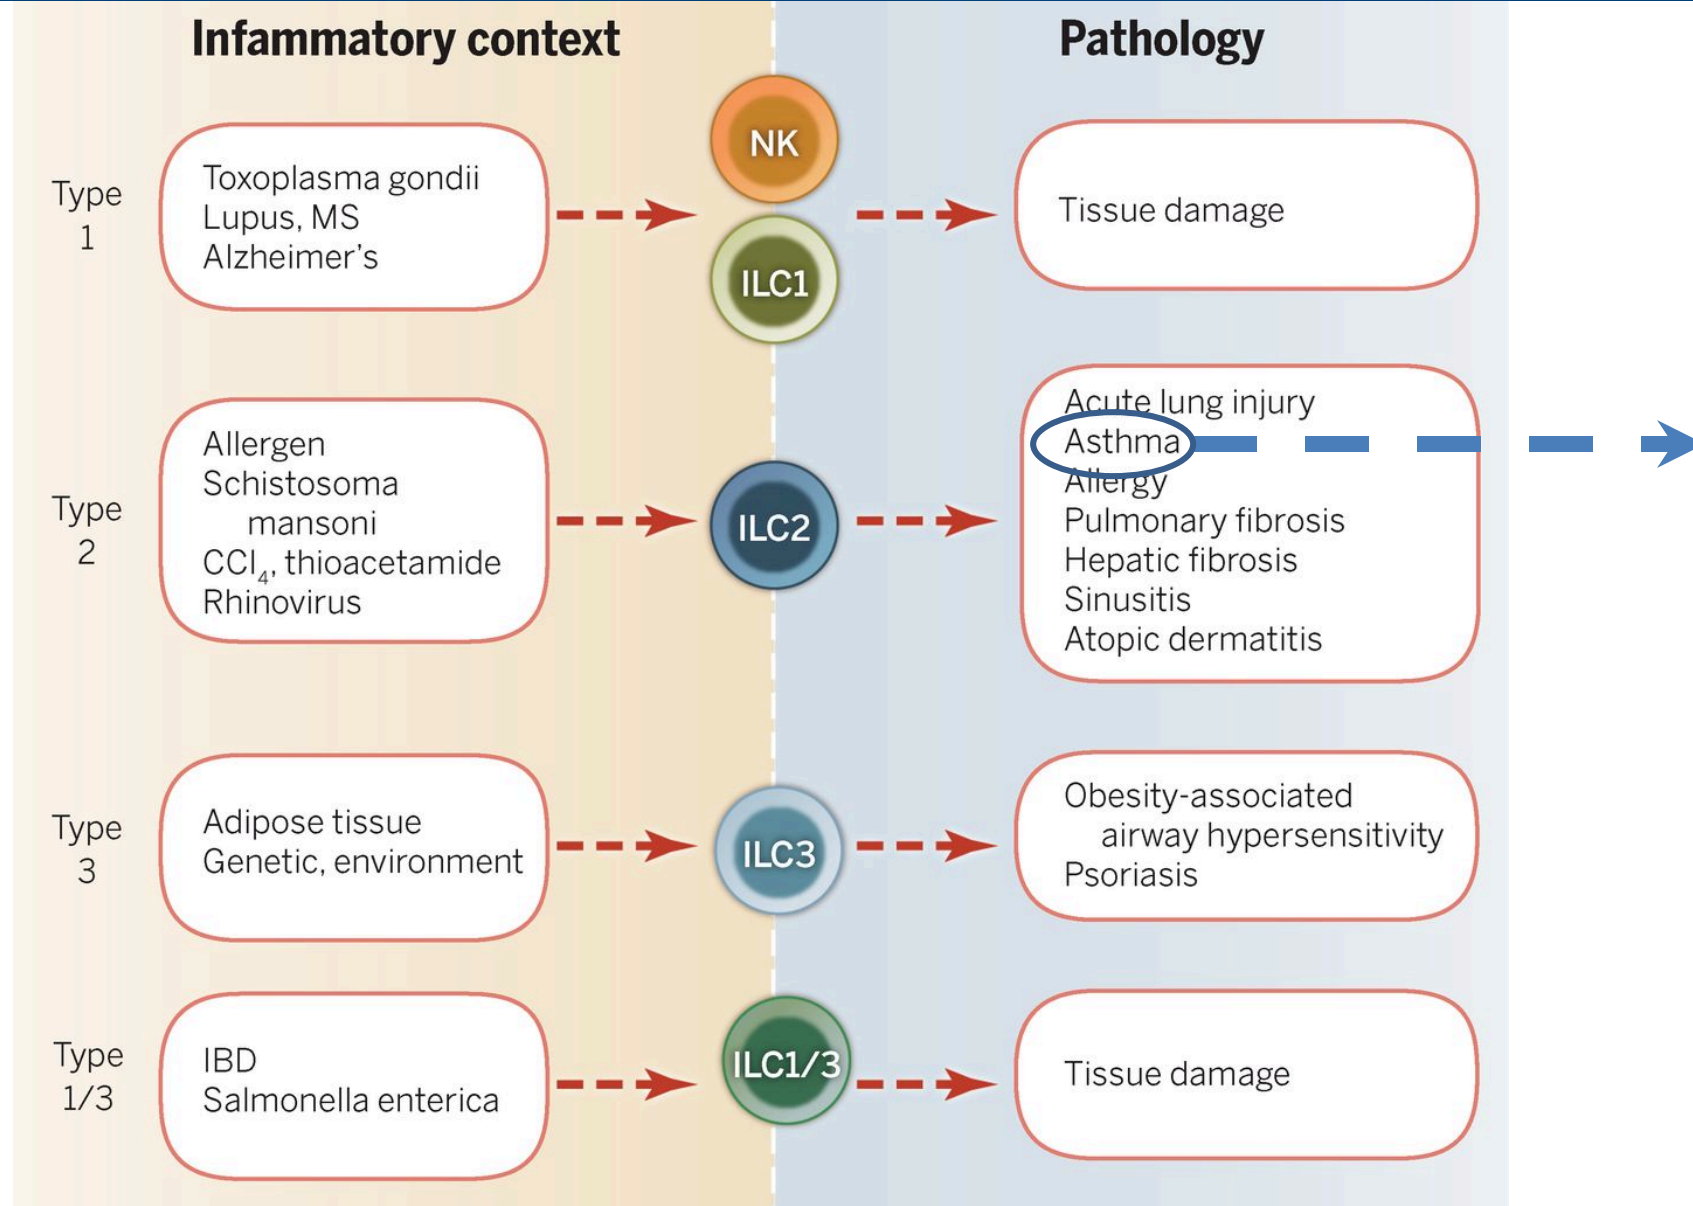 Infammatory context
Pathology
Type
1
Toxoplasma gondii
Lupus, MS
Alzheimer's
NK
ILC1
Tissue damage
Type
2
Allergen
Schistosoma
mansoni
CCl₄, thioacetamide
Rhinovirus
ILC2
Acute lung injury
Asthma
Allergy
Pulmonary fibrosis
Hepatic fibrosis
Sinusitis
Atopic dermatitis
Type
3
Adipose tissue
Genetic, environment
ILC3
Obesity-associated
airway hypersensitivity
Psoriasis
Type
1/3
IBD
Salmonella enterica
ILC1/3
Tissue damage